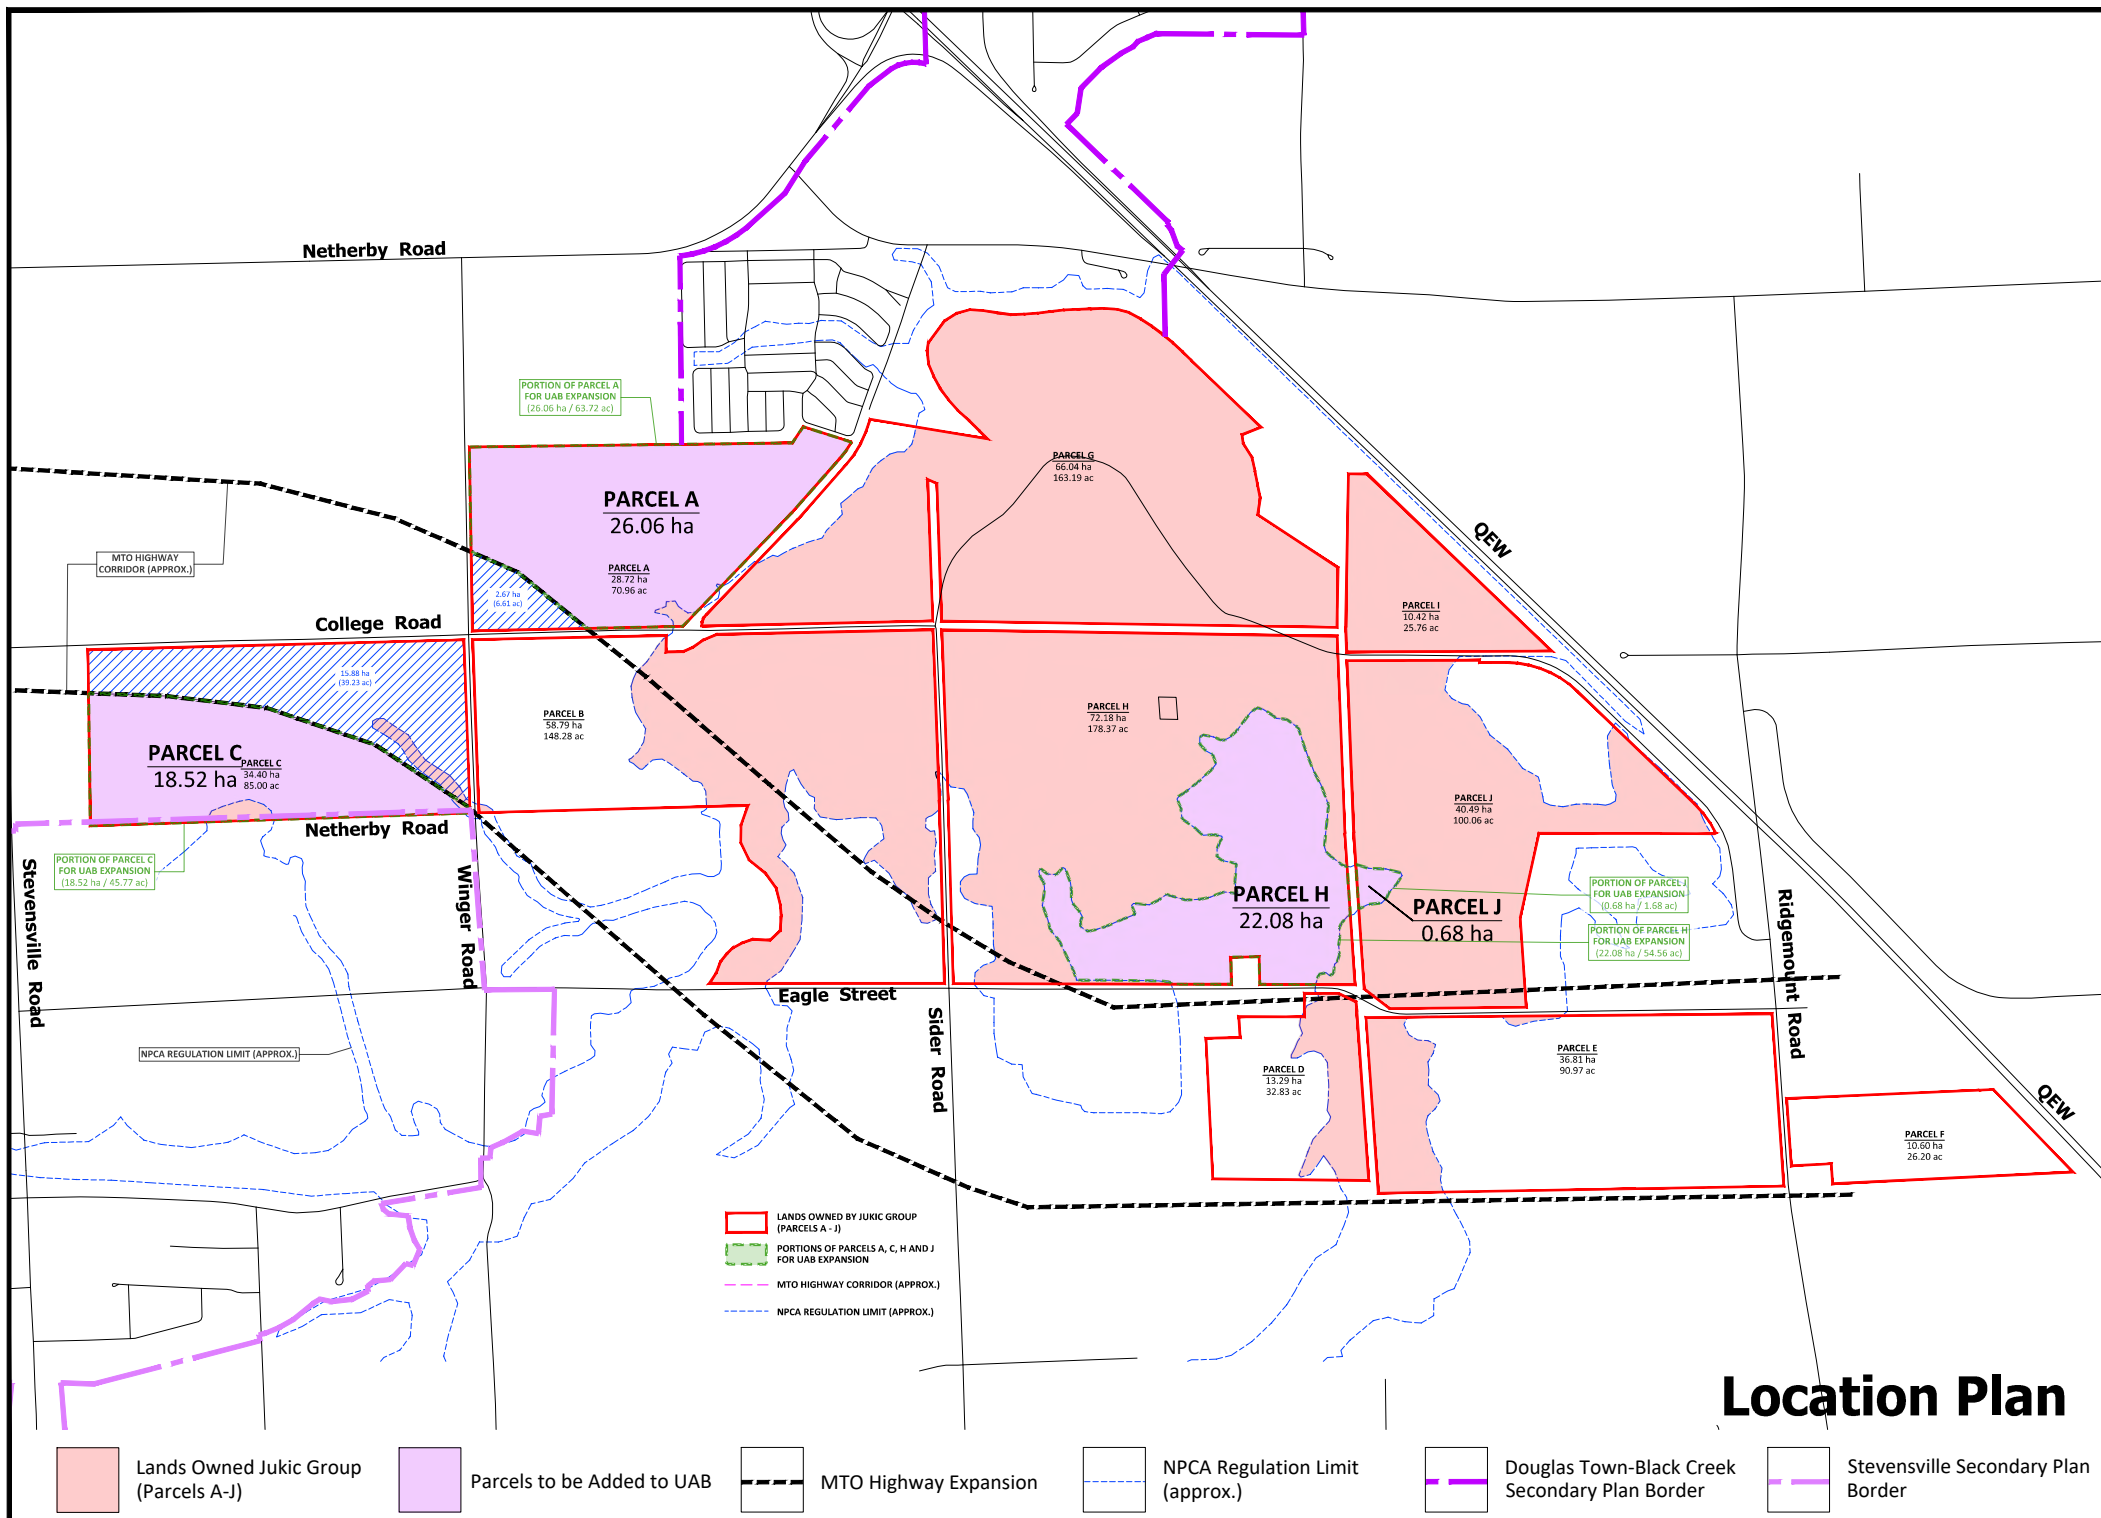 Netherby Road
PORTION OF PARCEL A
FOR UAB EXPANSION
(26.06 ha / 63.72 ac)
PARCEL A
26.06 ha
PARCEL A
28.72 ha
70.96 ac
2.67 ha
(6.61 ac)
MTO HIGHWAY
CORRIDOR (APPROX.)
College Road
PARCEL G
66.04 ha
163.19 ac
QEW
PARCEL I
10.42 ha
25.76 ac
15.88 ha
(39.23 ac)
PARCEL C
18.52 ha
PARCEL C
34.40 ha
85.00 ac
PARCEL B
58.79 ha
148.28 ac
PARCEL H
72.18 ha
178.37 ac
PARCEL J
40.49 ha
100.06 ac
Netherby Road
PORTION OF PARCEL C
FOR UAB EXPANSION
(18.52 ha / 45.77 ac)
Stevensville Road
Winger Road
PARCEL H
22.08 ha
PARCEL J
0.68 ha
PORTION OF PARCEL J
FOR UAB EXPANSION
(0.68 ha / 1.68 ac)
PORTION OF PARCEL H
FOR UAB EXPANSION
(22.08 ha / 54.56 ac)
Ridgemount Road
Eagle Street
Sider Road
NPCA REGULATION LIMIT (APPROX.)
PARCEL D
13.29 ha
32.83 ac
PARCEL E
36.81 ha
90.97 ac
QEW
PARCEL F
10.60 ha
26.20 ac
LANDS OWNED BY JUKIC GROUP
(PARCELS A - J)
PORTIONS OF PARCELS A, C, H AND J
FOR UAB EXPANSION
MTO HIGHWAY CORRIDOR (APPROX.)
NPCA REGULATION LIMIT (APPROX.)
Location Plan
Lands Owned Jukic Group
(Parcels A-J)
Parcels to be Added to UAB
MTO Highway Expansion
NPCA Regulation Limit
(approx.)
Douglas Town-Black Creek
Secondary Plan Border
Stevensville Secondary Plan
Border